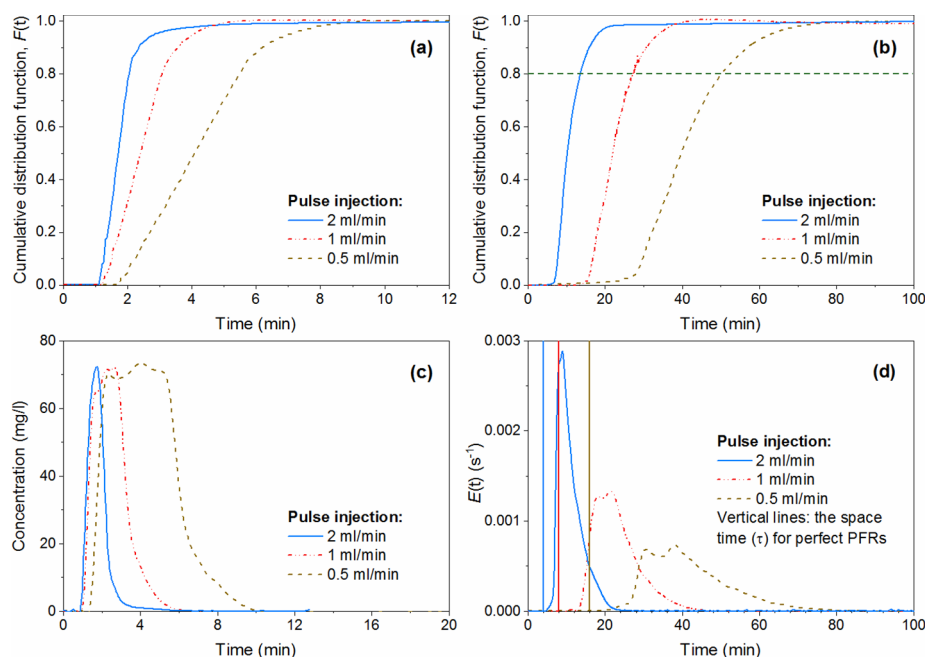 (a)
Cumulative distribution function, F(t)
1.0
0.8
0.6
0.4
0.2
0.0
Pulse injection:
2 ml/min
1 ml/min
0.5 ml/min
0 2 4 6 8 10 12
Time (min)
(b)
Cumulative distribution function, F(t)
1.0
0.8
0.6
0.4
0.2
0.0
Pulse injection:
2 ml/min
1 ml/min
0.5 ml/min
0 20 40 60 80 100
Time (min)
(c)
Concentration (mg/l)
80
60
40
20
0
Pulse injection:
2 ml/min
1 ml/min
0.5 ml/min
0 4 8 12 16 20
Time (min)
(d)
E(t) (s⁻¹)
0.003
0.002
0.001
0.000
Pulse injection:
2 ml/min
1 ml/min
0.5 ml/min
Vertical lines: the space
time (τ) for perfect PFRs
0 20 40 60 80 100
Time (min)